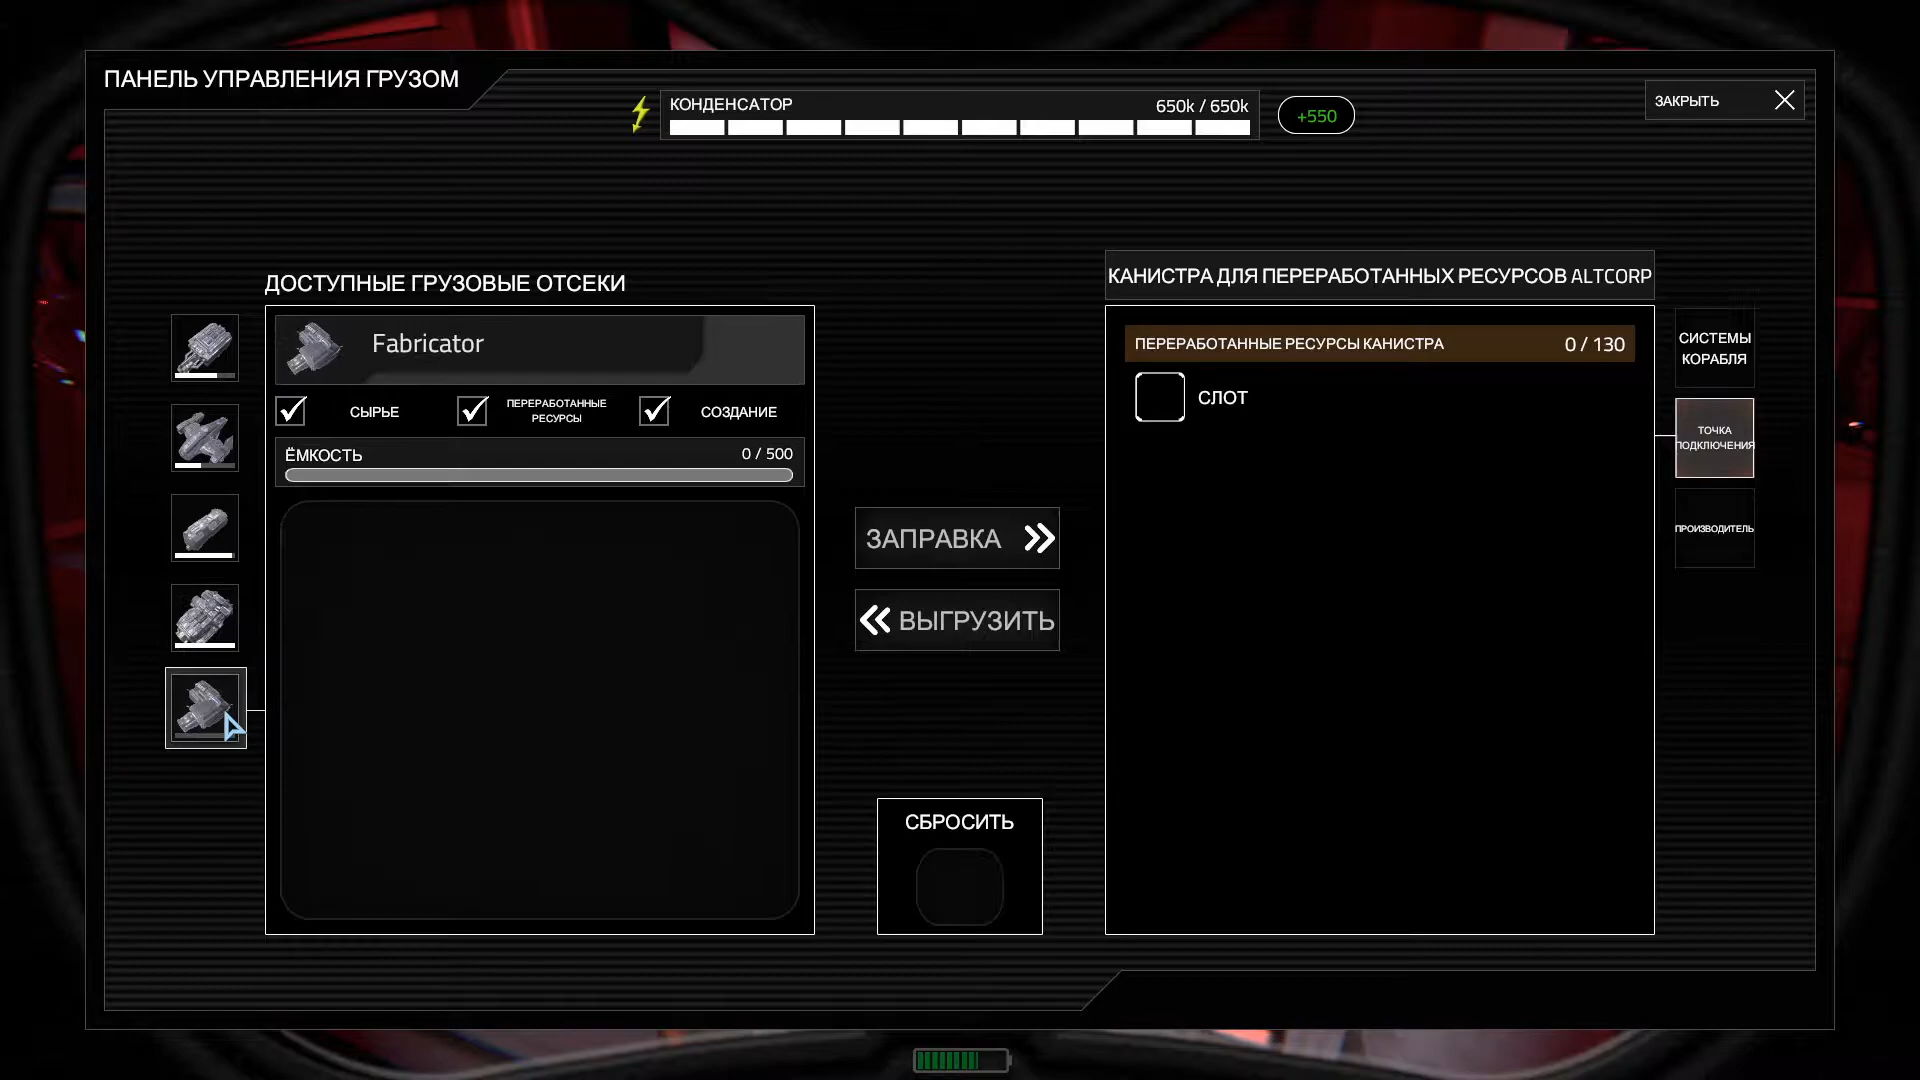 ПАНЕЛЬ УПРАВЛЕНИЯ ГРУЗОМ
КОНДЕНСАТОР
650k / 650k
+550
ЗАКРЫТЬ
ДОСТУПНЫЕ ГРУЗОВЫЕ ОТСЕКИ
Fabricator
СЫРЬЕ
ПЕРЕРАБОТАННЫЕ
РЕСУРСЫ
СОЗДАНИЕ
ЁМКОСТЬ
0 / 500
ЗАПРАВКА
ВЫГРУЗИТЬ
СБРОСИТЬ
КАНИСТРА ДЛЯ ПЕРЕРАБОТАННЫХ РЕСУРСОВ ALTCORP
ПЕРЕРАБОТАННЫЕ РЕСУРСЫ КАНИСТРА
0 / 130
СЛОТ
СИСТЕМЫ
КОРАБЛЯ
ТОЧКА
ПОДКЛЮЧЕНИЯ
ПРОИЗВОДИТЕЛЬ